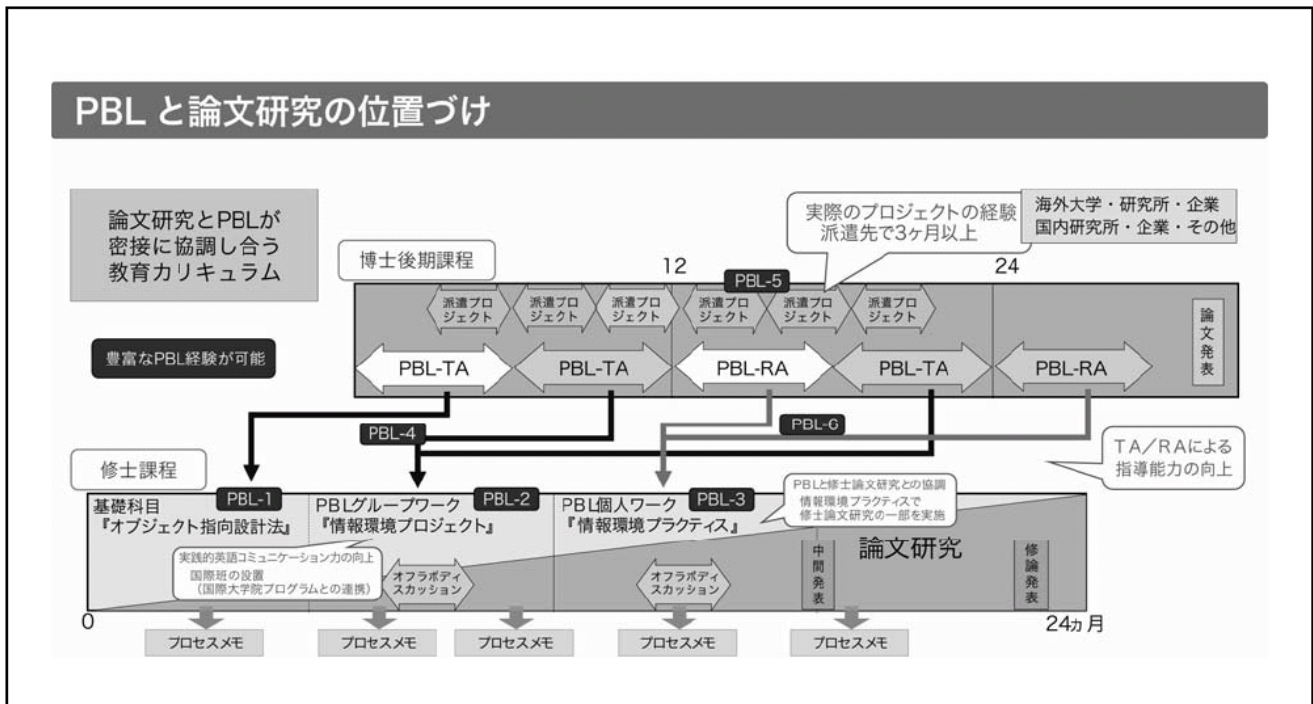 PBLと論文研究の位置づけ
論文研究とPBLが
密接に協調し合う
教育カリキュラム
豊富なPBL経験が可能
実際のプロジェクトの経験
派遣先で3ヶ月以上
海外大学・研究所・企業
国内研究所・企業・その他
博士後期課程
12
24
PBL-5
派遣プロ
ジェクト
派遣プロ
ジェクト
派遣プロ
ジェクト
派遣プロ
ジェクト
派遣プロ
ジェクト
派遣プロ
ジェクト
論文発表
PBL-TA
PBL-TA
PBL-RA
PBL-TA
PBL-RA
PBL-4
PBL-6
TA/RAによる
指導能力の向上
修士課程
基礎科目
『オブジェクト指向設計法』
PBL-1
PBLグループワーク
『情報環境プロジェクト』
PBL-2
PBL個人ワーク
『情報環境プラクティス』
PBL-3
PBLと修士論文研究との協調
情報環境プラクティスで
修士論文研究の一部を実施
実践的英語コミュニケーション力の向上
国際班の設置
(国際大学院プログラムとの連携)
オフラボディ
スカッション
オフラボディ
スカッション
中間発表
論文研究
修論発表
0
24ヵ月
プロセスメモ
プロセスメモ
プロセスメモ
プロセスメモ
プロセスメモ